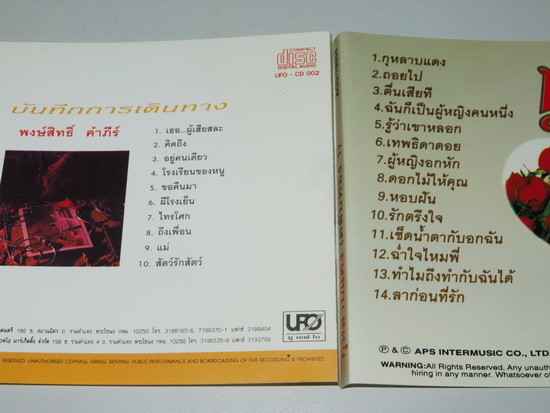 COMPACT
disc
DIGITAL AUDIO
UFO - CD 002
บันทึกการเดินทาง
พงษ์สิทธิ์ คำภีร์
1. เธอ...ผู้เสียสละ
2. คิดถึง
3. อยู่คนเดียว
4. โรงเรียนของหนู
5. ขอคืนมา
6. ผีโรงเย็น
7. ไทรโศก
8. ถึงเพื่อน
9. แม่
10. สัตว์รักสัตว์
UFO
ยู เอฟ โอ
RESERVED. UNAUTHORISED COPYING. HIRING. RENTING. PUBLIC PERFORMANCE AND BOARDCASTING OF THIS RECORDING IS PROHIBITED
1.กุหลาบแดง
2.ถอยไป
3.ตื่นเสียที
4.ฉันก็เป็นผู้หญิงคนหนึ่ง
5.รู้ว่าเขาหลอก
6.เทพธิดาดอย
7.ผู้หญิงอกหัก
8.ดอกไม้ให้คุณ
9.หอบฝัน
10.รักตรึงใจ
11.เช็ดน้ำตากับอกฉัน
12.ฉ่ำใจไหมพี่
13.ทำไมถึงทำกับฉันได้
14.ลาก่อนที่รัก
℗ & © APS INTERMUSIC CO., LTD
WARNING:All Rights Reserved. Any unauth
hiring in any manner. Whatsoever of